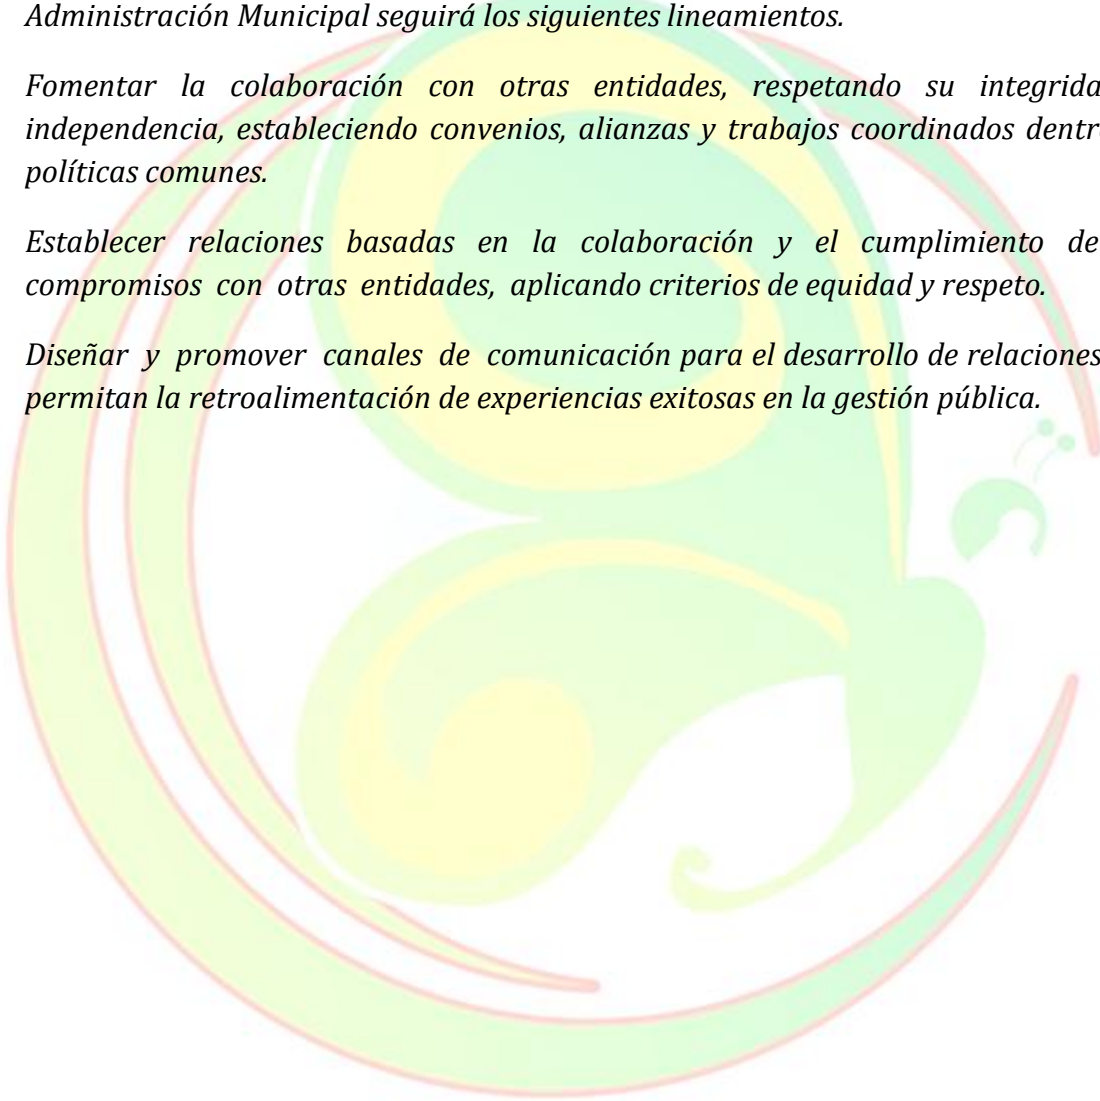 Administración Municipal seguirá los siguientes lineamientos.
Fomentar la colaboración con otras entidades, respetando su integrida
independencia, estableciendo convenios, alianzas y trabajos coordinados dentr
políticas comunes.
Establecer relaciones basadas en la colaboración y el cumplimiento de
compromisos con otras entidades, aplicando criterios de equidad y respeto.
Diseñar y promover canales de comunicación para el desarrollo de relaciones
permitan la retroalimentación de experiencias exitosas en la gestión pública.